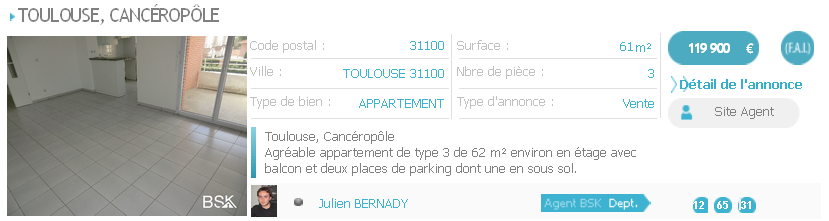 TOULOUSE, CANCÉROPÔLE
Code postal : 31100
Surface : 61m²
119 900 €
(F.A.I.)
Ville : TOULOUSE 31100
Nbre de pièce : 3
Détail de l'annonce
Type de bien : APPARTEMENT
Type d'annonce : Vente
Site Agent
Toulouse, Cancéropôle
Agréable appartement de type 3 de 62 m² environ en étage avec
balcon et deux places de parking dont une en sous sol.
BSK
Julien BERNADY
Agent BSK Dept.
12 65 31